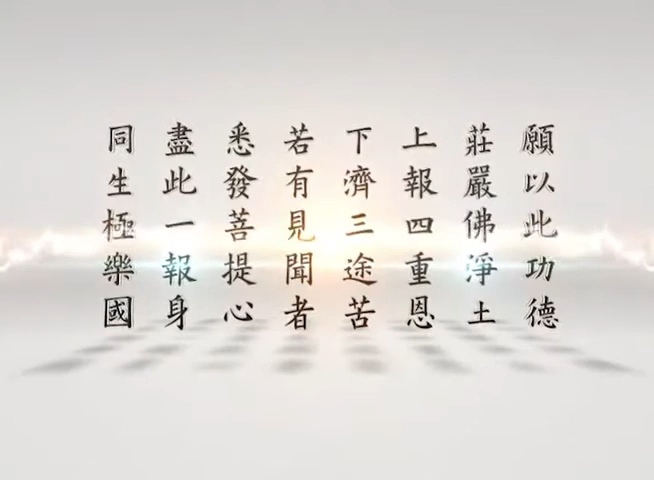 願以此功德
莊嚴佛淨土
上報四重恩
下濟三途苦
若有見聞者
悉發菩提心
盡此一報身
同生極樂國